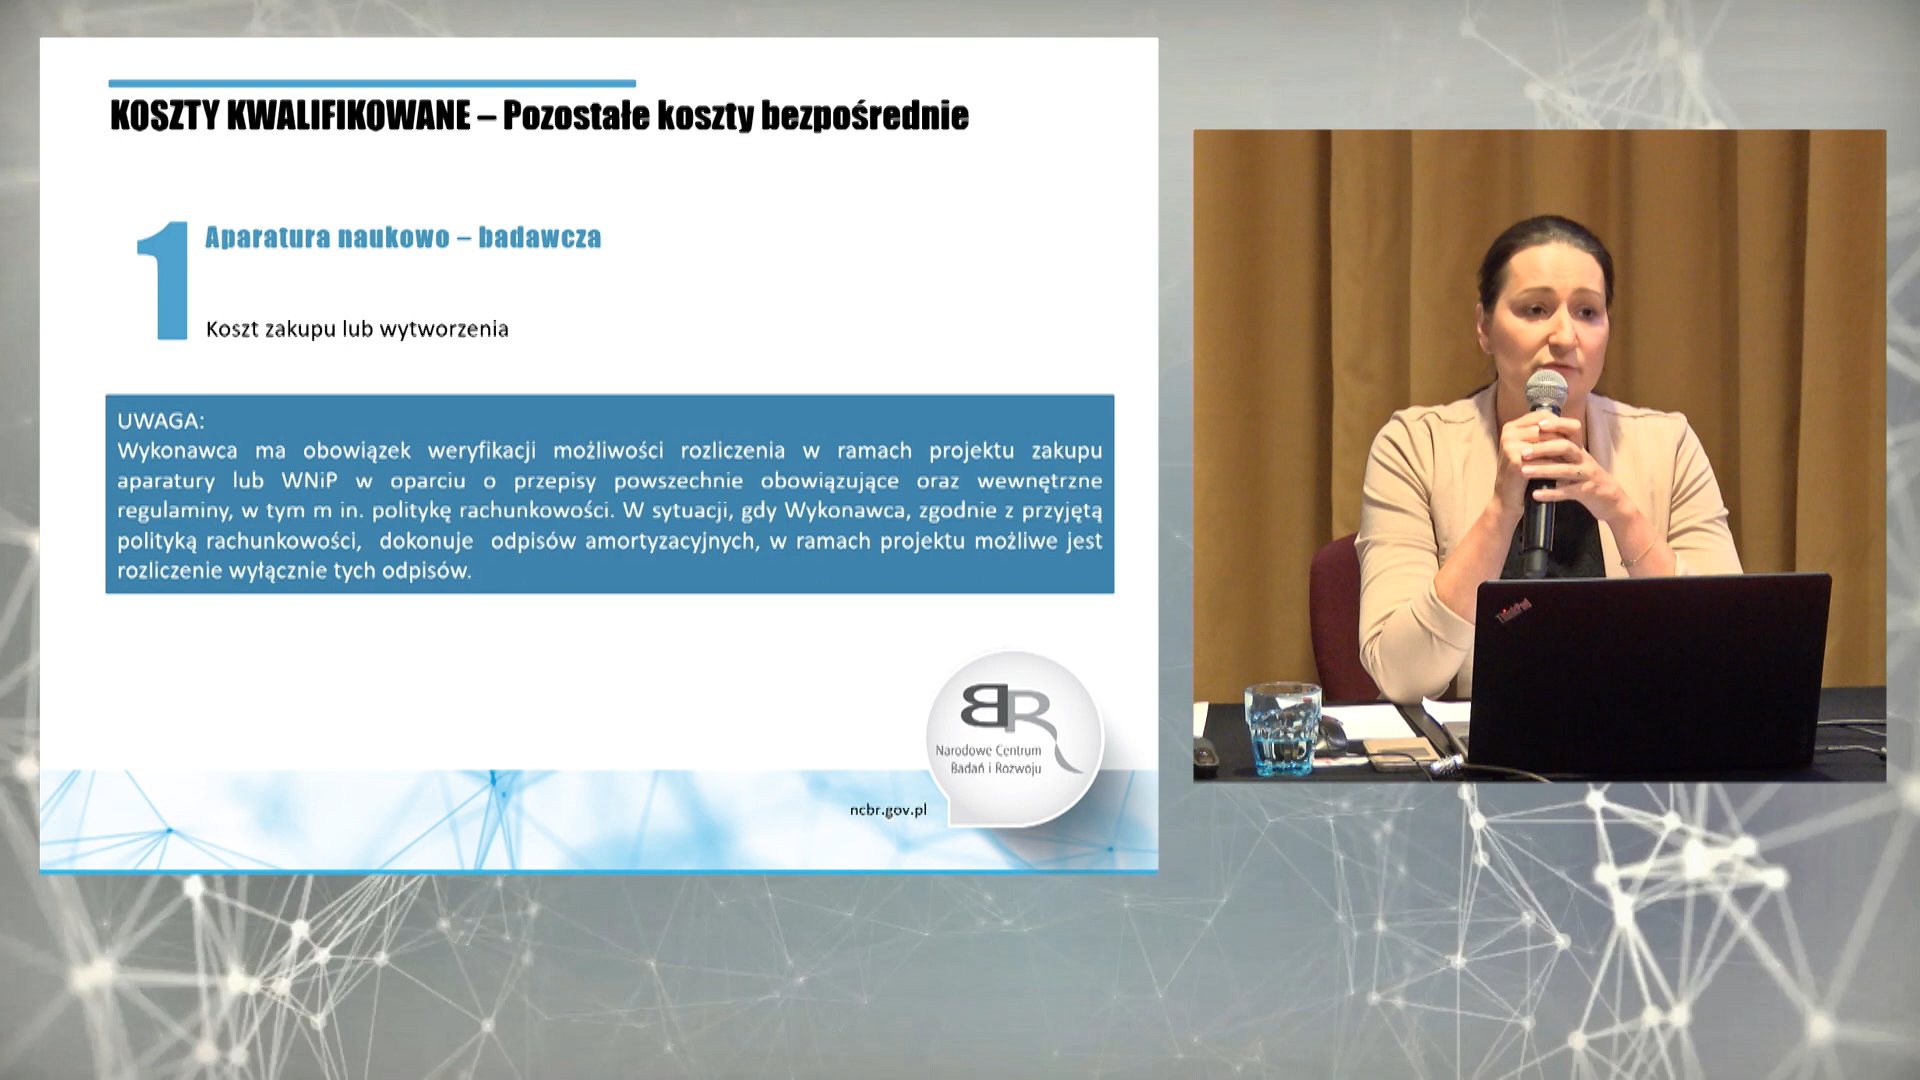 KOSZTY KWALIFIKOWANE – Pozostałe koszty bezpośrednie
1
Aparatura naukowo – badawcza
Koszt zakupu lub wytworzenia
UWAGA:
Wykonawca ma obowiązek weryfikacji możliwości rozliczenia w ramach projektu zakupu
aparatury lub WNiP w oparciu o przepisy powszechnie obowiązujące oraz wewnętrzne
regulaminy, w tym m in. politykę rachunkowości. W sytuacji, gdy Wykonawca, zgodnie z przyjętą
polityką rachunkowości, dokonuje odpisów amortyzacyjnych, w ramach projektu możliwe jest
rozliczenie wyłącznie tych odpisów.
BR
Narodowe Centrum
Badań i Rozwoju
ncbr.gov.pl
ThinkPad